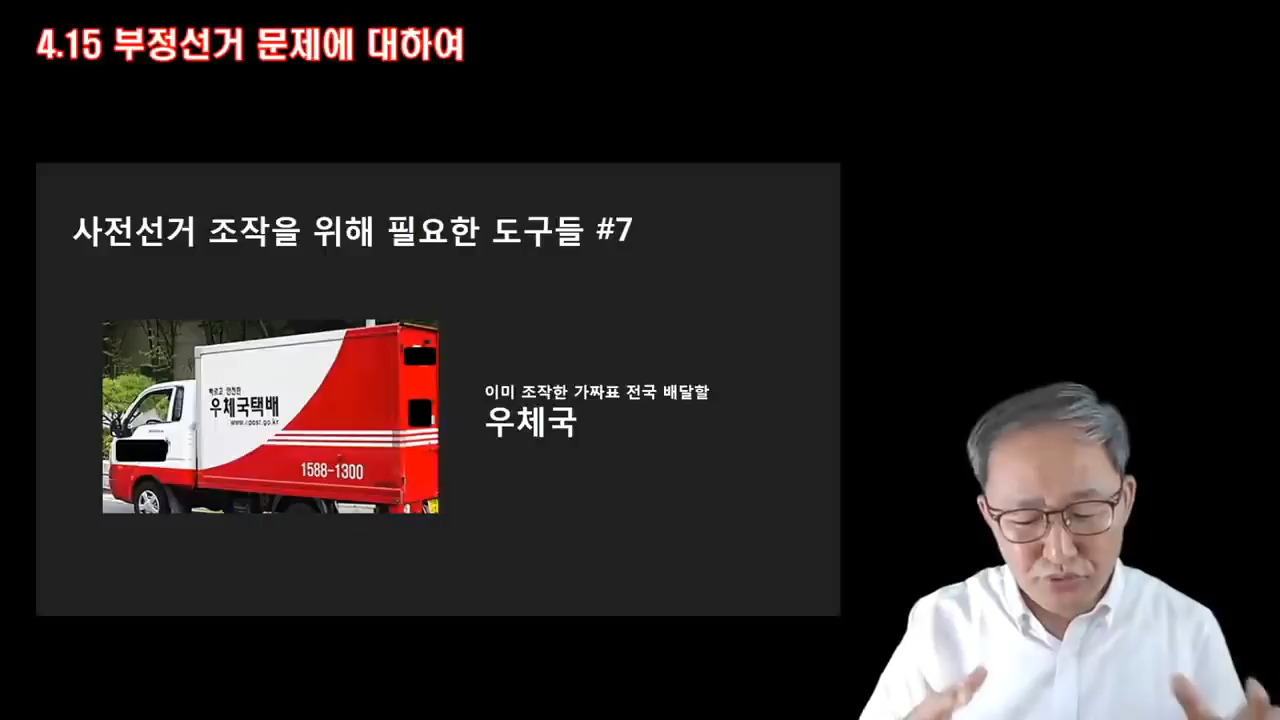 4.15 부정선거 문제에 대하여
사전선거 조작을 위해 필요한 도구들 #7
빠르고 안전한
우체국택배
www.epost.go.kr
1588-1300
이미 조작한 가짜표 전국 배달할
우체국